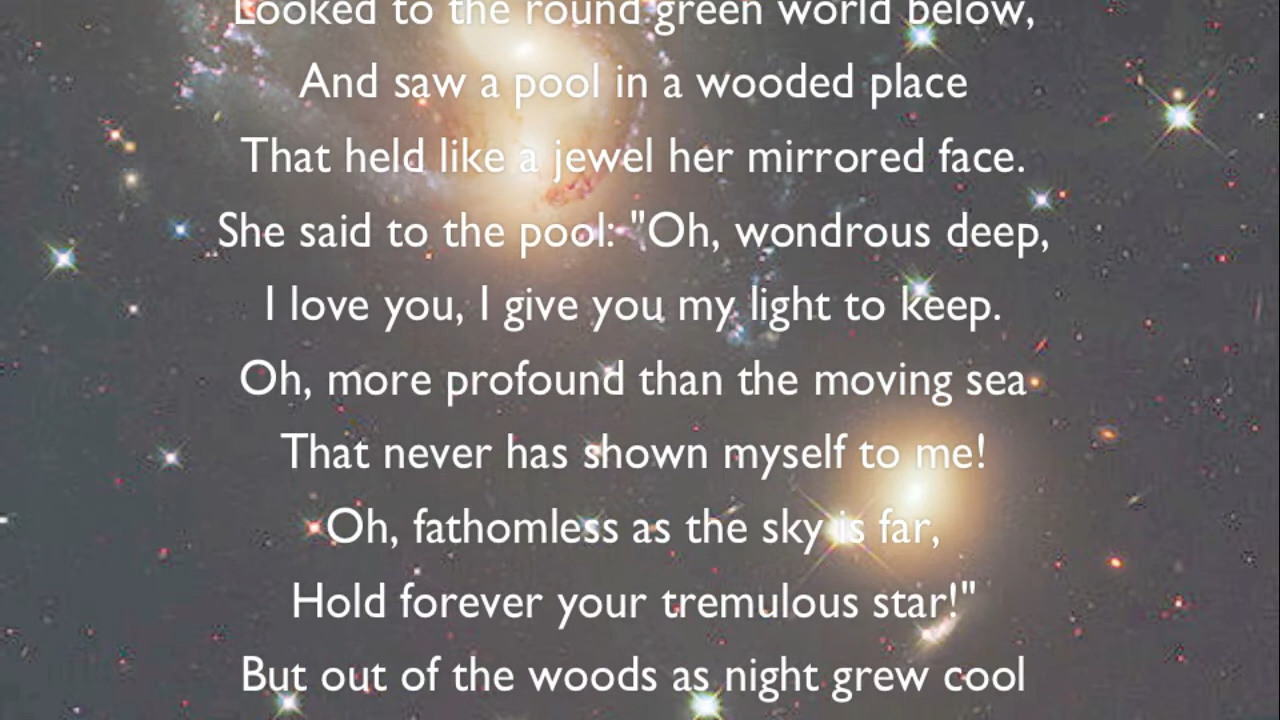 Looked to the round green world below,
And saw a pool in a wooded place
That held like a jewel her mirrored face.
She said to the pool: "Oh, wondrous deep,
I love you, I give you my light to keep.
Oh, more profound than the moving sea
That never has shown myself to me!
Oh, fathomless as the sky is far,
Hold forever your tremulous star!"
But out of the woods as night grew cool